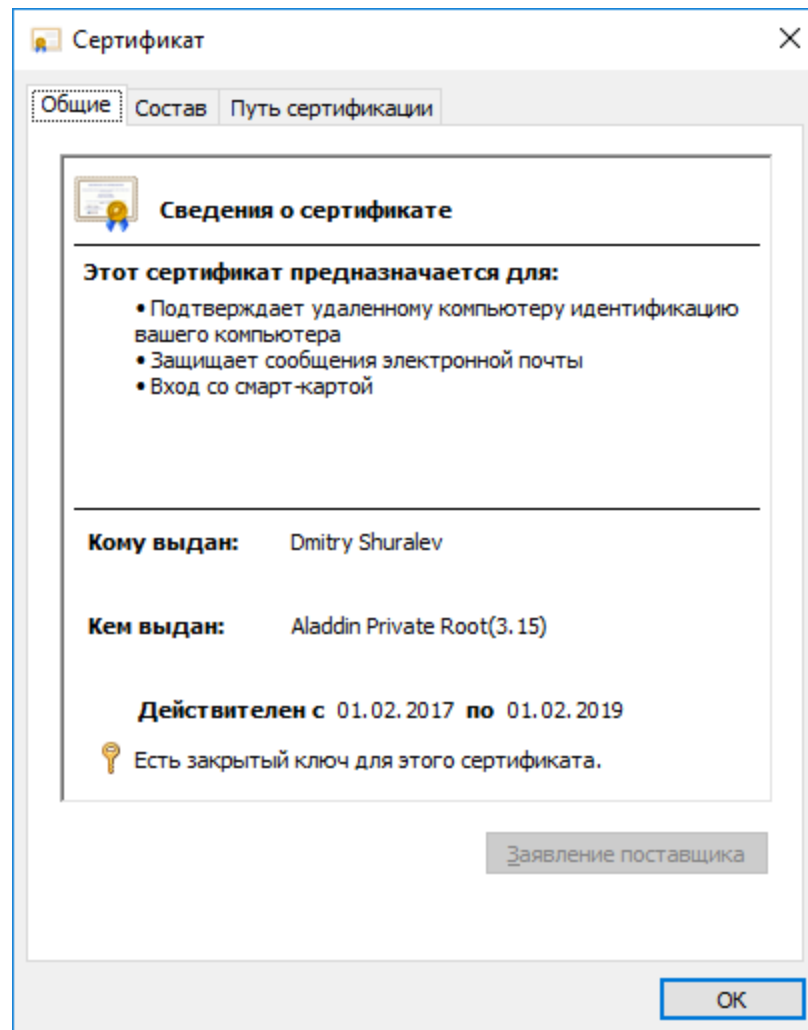 Сертификат
Общие Состав Путь сертификации
Сведения о сертификате
Этот сертификат предназначается для:
• Подтверждает удаленному компьютеру идентификацию
вашего компьютера
• Защищает сообщения электронной почты
• Вход со смарт-картой
Кому выдан: Dmitry Shuralev
Кем выдан: Aladdin Private Root(3.15)
Действителен с 01.02.2017 по 01.02.2019
Есть закрытый ключ для этого сертификата.
Заявление поставщика
ОК